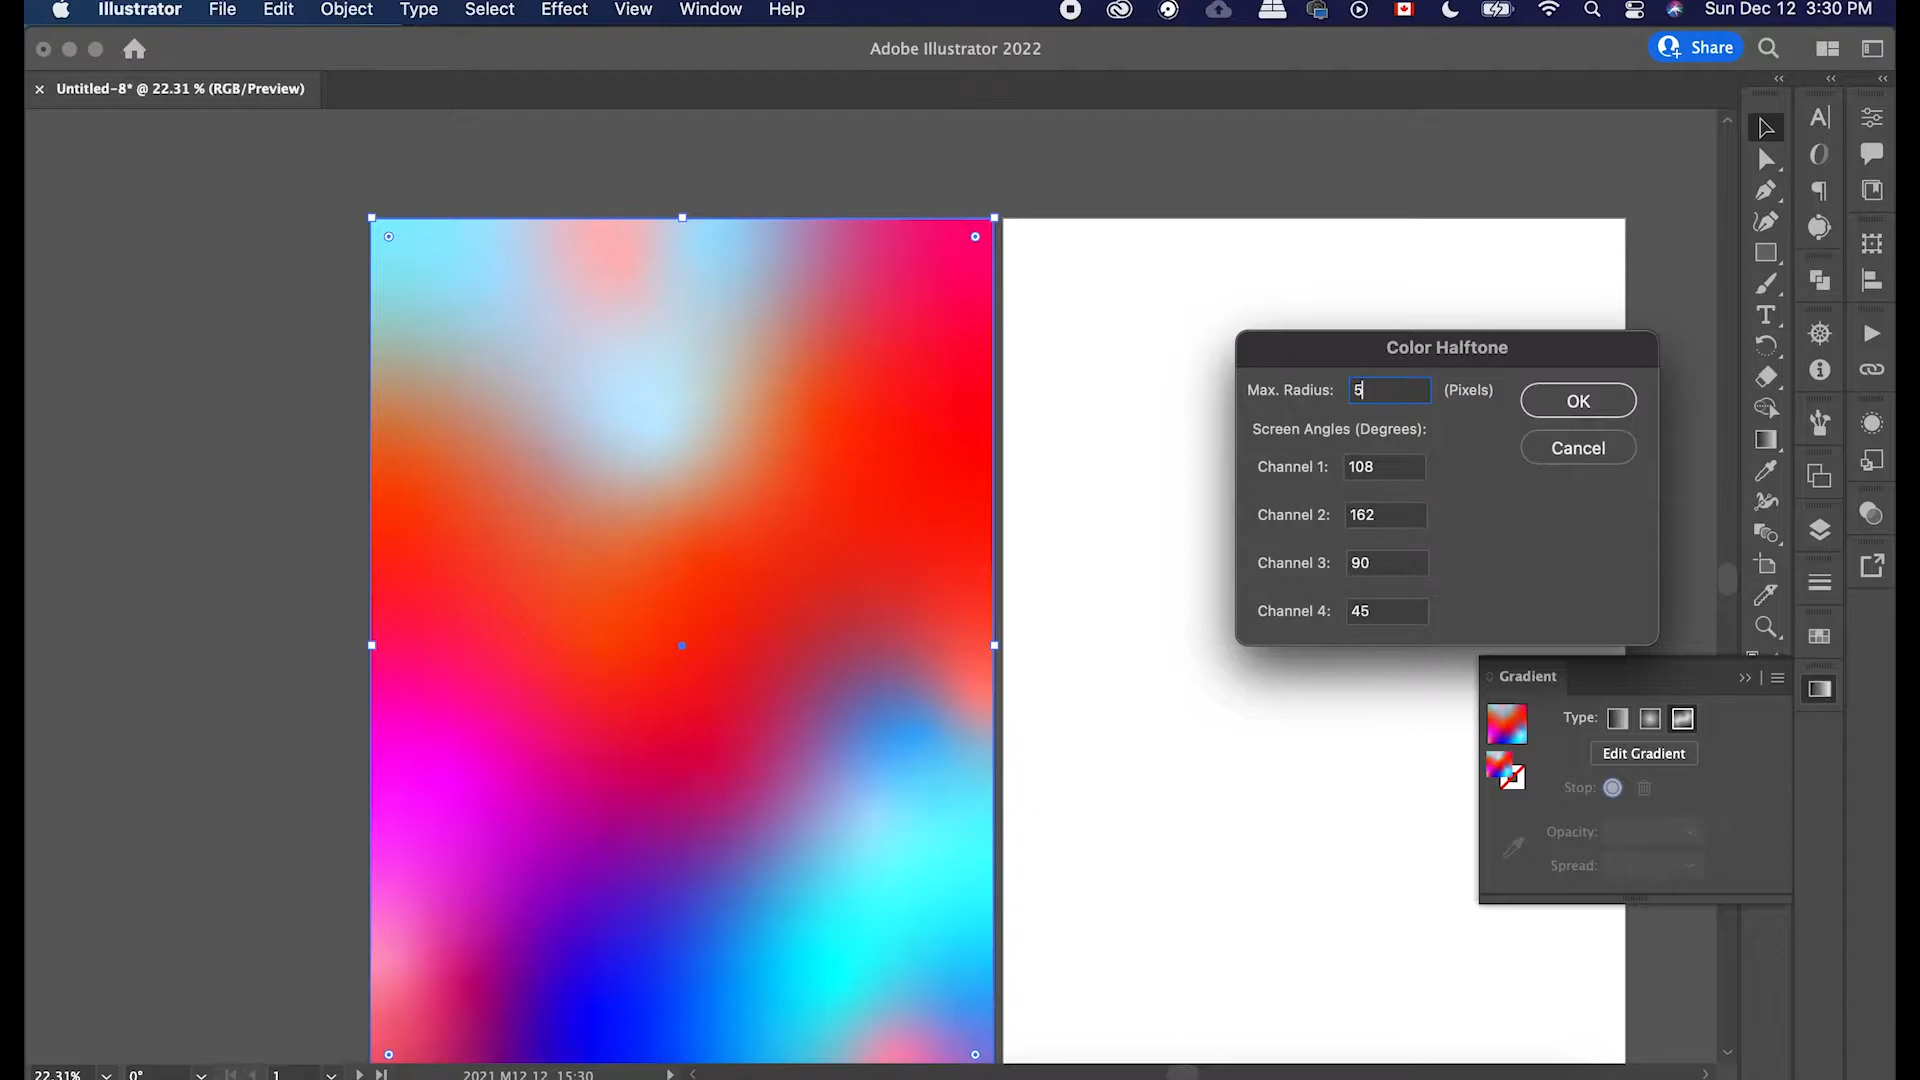 Illustrator File Edit Object Type Select Effect View Window Help Sun Dec 12 3:30 PM
Adobe Illustrator 2022 Share
× Untitled-8* @ 22.31 % (RGB/Preview)
Color Halftone
Max. Radius: 5 (Pixels) OK
Screen Angles (Degrees): Cancel
Channel 1: 108
Channel 2: 162
Channel 3: 90
Channel 4: 45
Gradient
Type:
Edit Gradient
Stop:
Opacity:
Spread:
22.31% 0° 1 2021 M12 12, 15:30